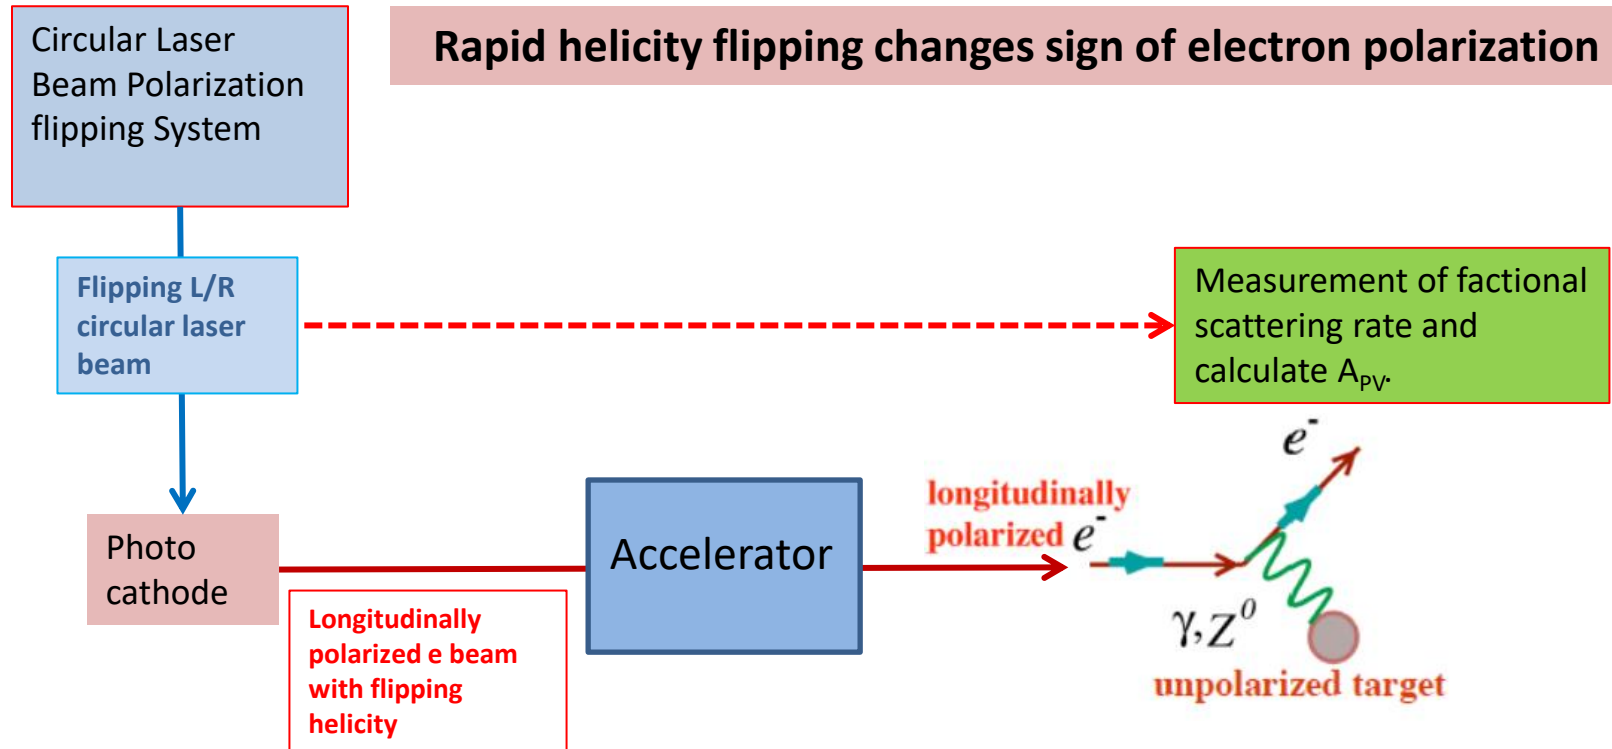 Circular Laser
Beam Polarization
flipping System
Rapid helicity flipping changes sign of electron polarization
Flipping L/R
circular laser
beam
Measurement of factional
scattering rate and
calculate A_PV.
Photo
cathode
Longitudinally
polarized e beam
with flipping
helicity
Accelerator
longitudinally
polarized e⁻
e⁻
γ, Z⁰
unpolarized target